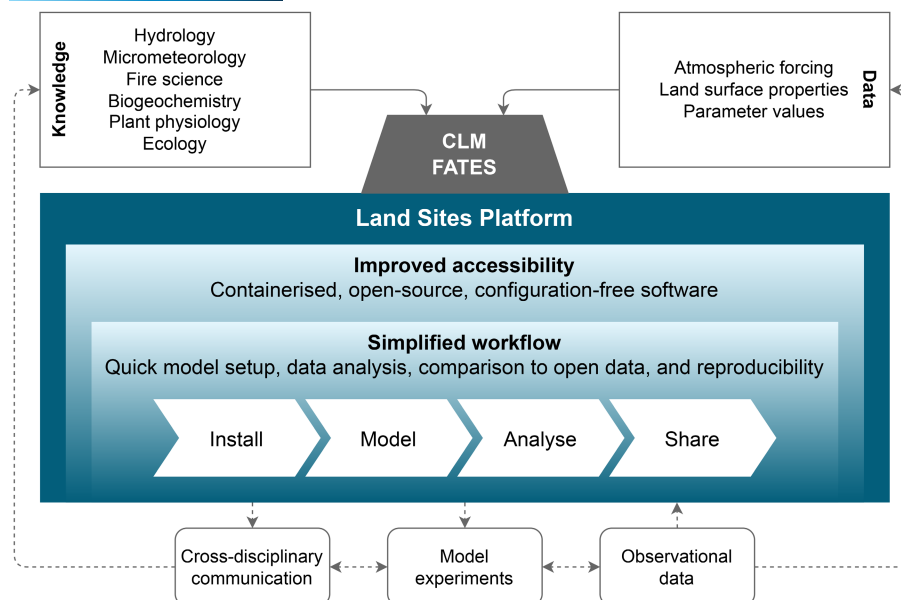 Knowledge
Hydrology
Micrometeorology
Fire science
Biogeochemistry
Plant physiology
Ecology
Atmospheric forcing
Land surface properties
Parameter values
Data
CLM
FATES
Land Sites Platform
Improved accessibility
Containerised, open-source, configuration-free software
Simplified workflow
Quick model setup, data analysis, comparison to open data, and reproducibility
Install
Model
Analyse
Share
Cross-disciplinary
communication
Model
experiments
Observational
data